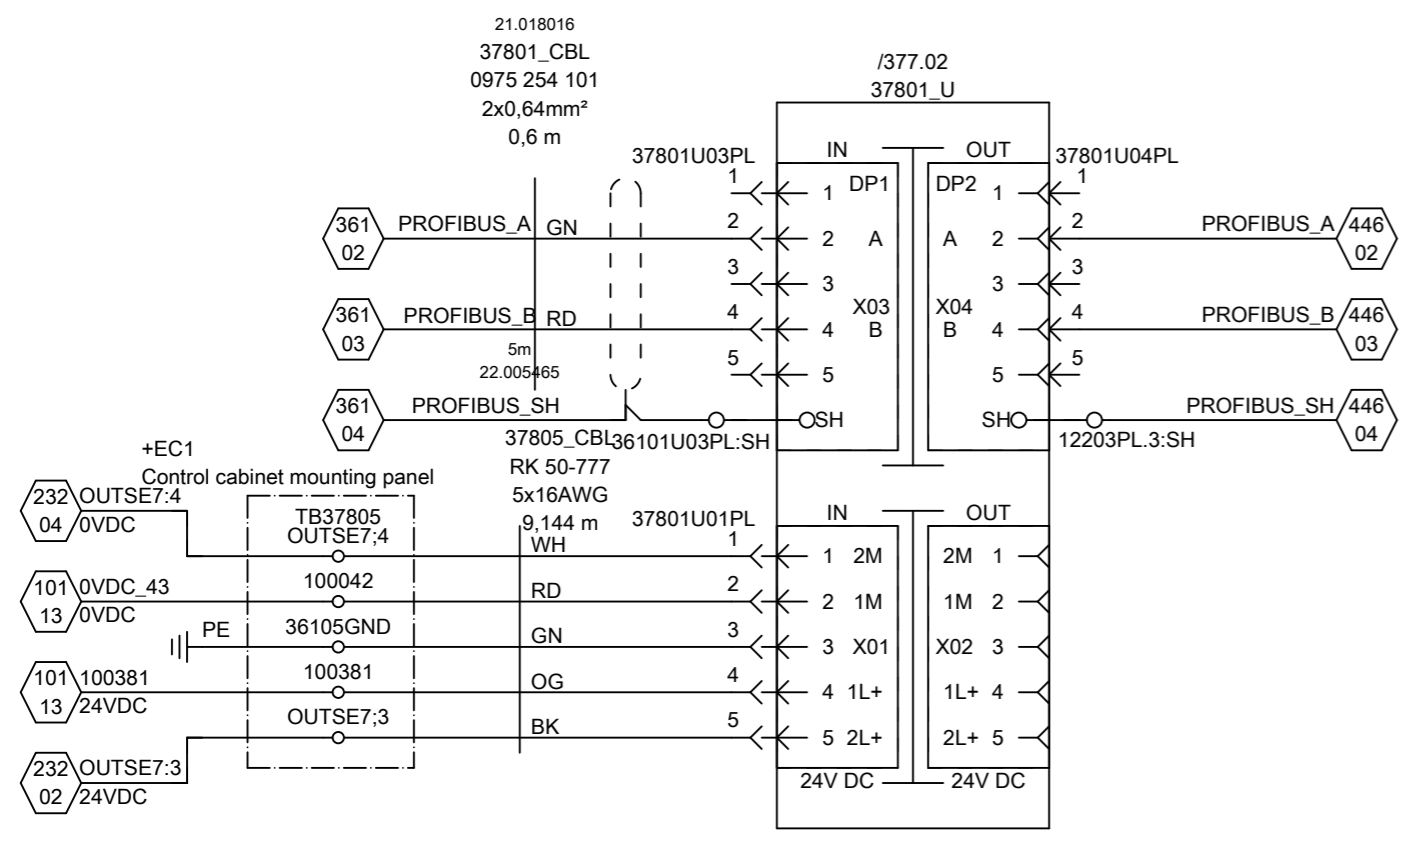 21.018016
37801_CBL
0975 254 101
2x0,64mm²
0,6 m
/377.02
37801_U
37801U03PL
IN
OUT
37801U04PL
1
1
DP1
DP2
1
1
361
02
PROFIBUS_A
GN
2
2
A
A
2
2
PROFIBUS_A
446
02
3
3
3
3
X03
X04
361
03
PROFIBUS_B
RD
4
4
B
B
4
4
PROFIBUS_B
446
03
5m
22.005465
5
5
5
5
361
04
PROFIBUS_SH
SH
SH
PROFIBUS_SH
446
04
37805_CBL
36101U03PL:SH
12203PL.3:SH
RK 50-777
5x16AWG
9,144 m
+EC1
Control cabinet mounting panel
37801U01PL
IN
OUT
232
04
OUTSE7:4
0VDC
TB37805
OUTSE7;4
WH
1
1
2M
2M
1
101
13
0VDC_43
0VDC
100042
RD
2
2
1M
1M
2
PE
36105GND
GN
3
3
X01
X02
3
101
13
100381
24VDC
100381
OG
4
4
1L+
1L+
4
OUTSE7;3
BK
5
5
2L+
2L+
5
232
02
OUTSE7:3
24VDC
24V DC
24V DC